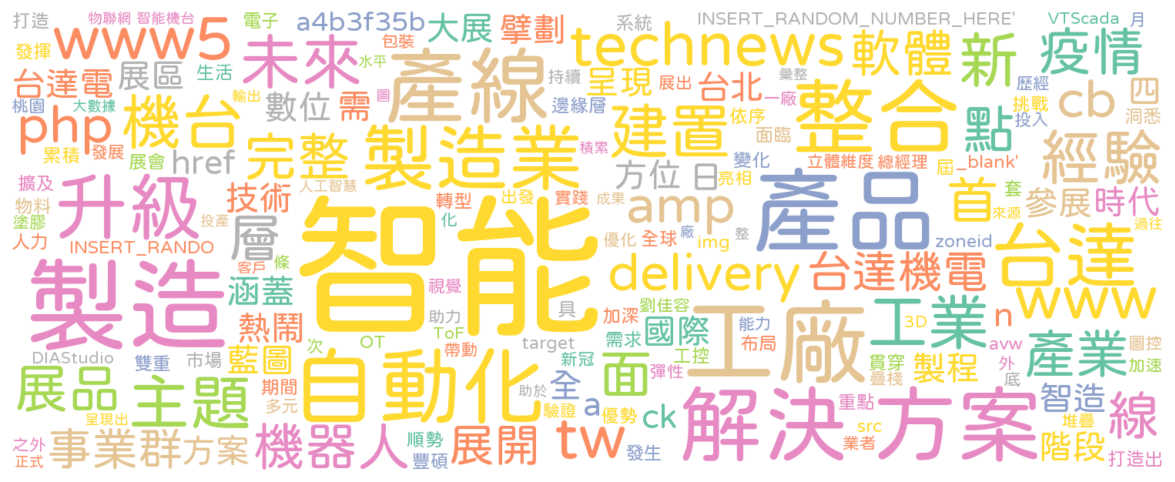 打造 物聯網 智能機台 電子 a4b3f35b 大展 擘劃 系統 INSERT_RANDOM_NUMBER_HERE' VTScada 月
發揮 www5 未來 包裝 水平 產線 technews 軟體 新 疫情
台達電 展區 生活 持續 呈現 展出 台北 彙整 歷經 cb 四
桃園 大數據 輸出 圖 數位 需 邊緣層 一廠 依序 整合 點 挑戰 投入 洞悉
php 機台 完整 製造業 建置 面臨 經驗
累積 發展 展會 href 積累 變化 立體維度 總經理 屆 _blank'
擴及 升級 技術 人工智慧 轉型 出發 實踐 方位 日 亮相 產品 首 套 參展 時代
物料 投產 化 成果 amp 來源 過往
塗膠 人力 INSERT_RANDO 層 智能 優化 全球 廠 img 整 zoneid 台達
製造 客戶 條 涵蓋 視覺 delivery 台達機電 www
熱鬧 助力 ToF 具 加深 劉佳容 工廠 工業 n
DIAStudio 雙重 市場 藍圖 次 OT 帶動 target 需求 國際 能力 3D avw 產業 圖控
展品 主題 期間 自動化 新冠 工控 布局 貫穿 製程 外 加速
多元 助於 全 面 彈性 疊棧 底
呈現出 驗證 a 優勢 ck 解決方案 重點 src 智造 線
之外 正式 事業群 方案 機器人 順勢 豐碩 展開 tw 發生 業者 堆疊 階段 打造出